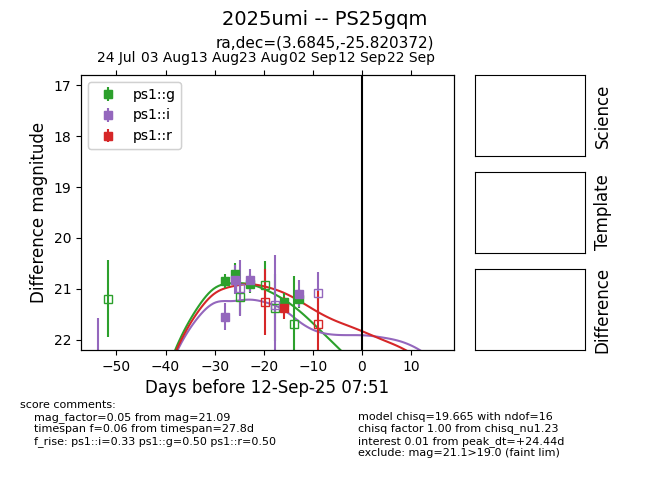 2025umi -- PS25gqm
ra,dec=(3.6845,-25.820372)
24 Jul 03 Aug 13 Aug 23 Aug 02 Sep 12 Sep 22 Sep
17
18
19
20
21
22
Difference magnitude
ps1::g
ps1::i
ps1::r
−50 −40 −30 −20 −10 0 10
Days before 12-Sep-25 07:51
Science
Template
Difference
score comments:
mag_factor=0.05 from mag=21.09
timespan f=0.06 from timespan=27.8d
f_rise: ps1::i=0.33 ps1::g=0.50 ps1::r=0.50
model chisq=19.665 with ndof=16
chisq factor 1.00 from chisq_nu1.23
interest 0.01 from peak_dt=+24.44d
exclude: mag=21.1>19.0 (faint lim)